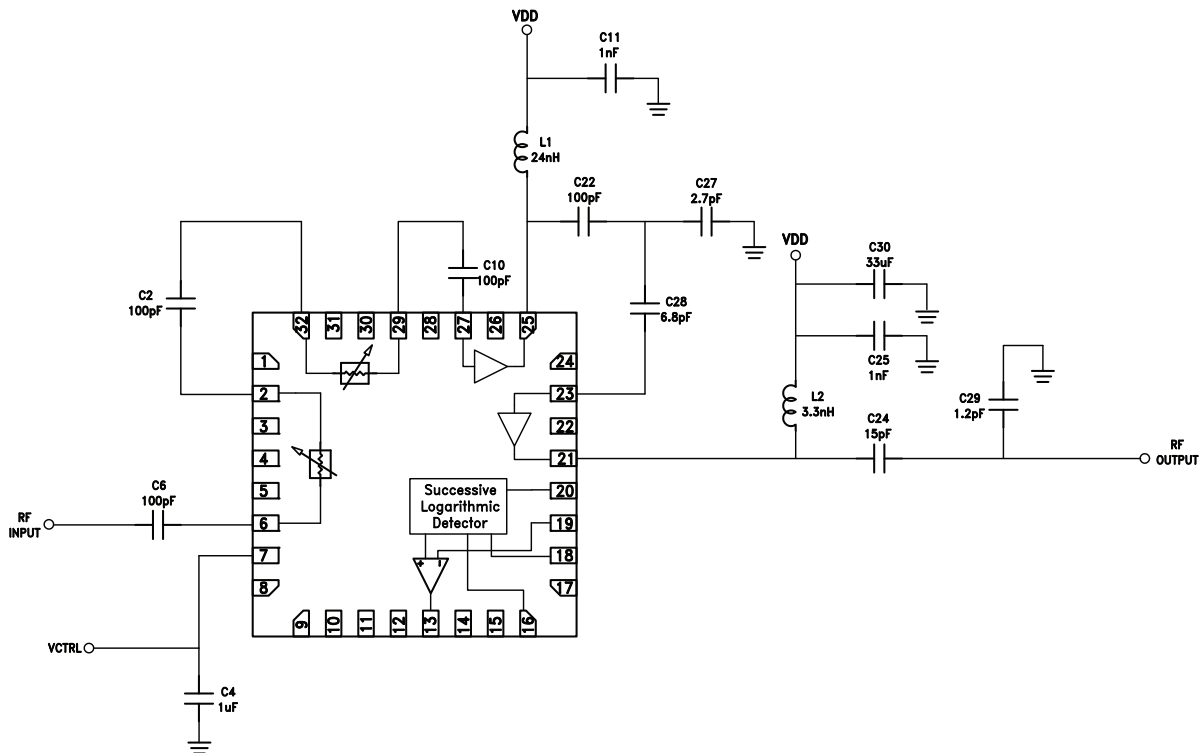 VDD
C11
1nF
L1
24nH
C22
100pF
C27
2.7pF
VDD
C30
33uF
C10
100pF
C2
100pF
C28
6.8pF
C25
1nF
L2
3.3nH
C29
1.2pF
C24
15pF
RF
OUTPUT
32
31
30
29
28
27
26
25
1
2
3
4
5
6
7
8
24
23
22
21
20
19
18
17
Successive
Logarithmic
Detector
+
-
9
10
11
12
13
14
15
16
C6
100pF
RF
INPUT
VCTRL
C4
1uF